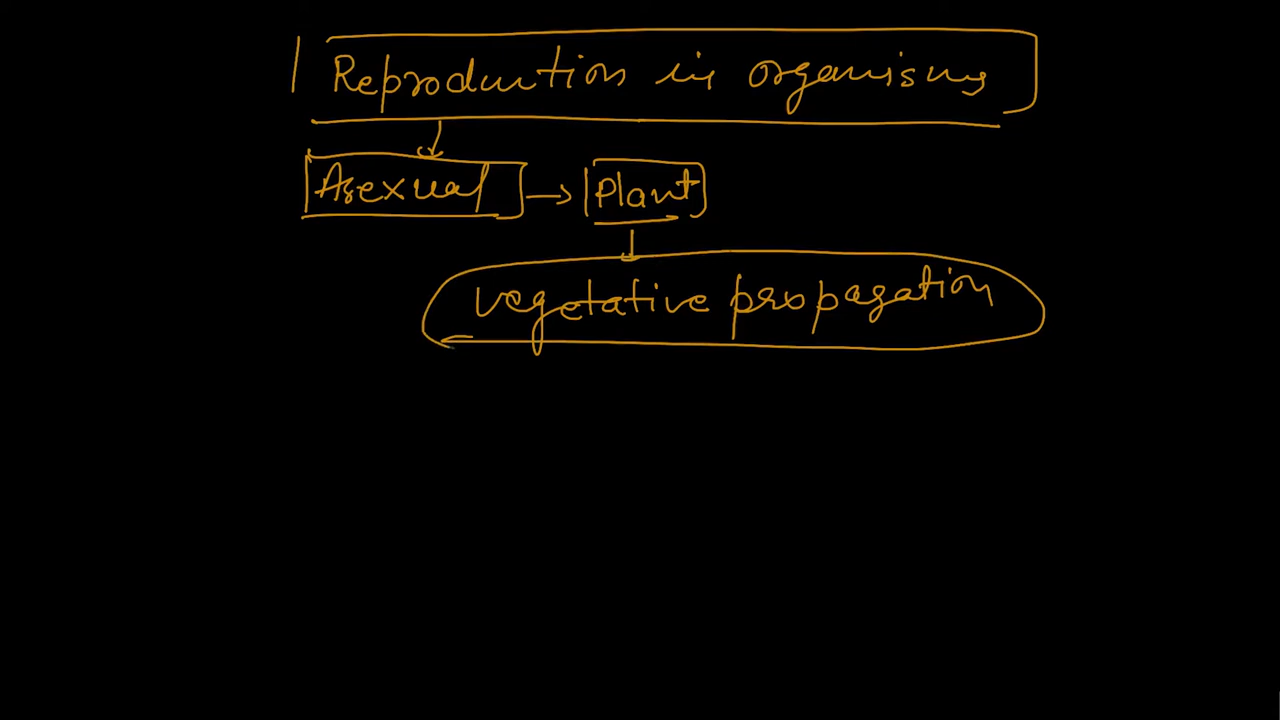 Reproduction in organisms
Asexual Plant
vegetative propagation